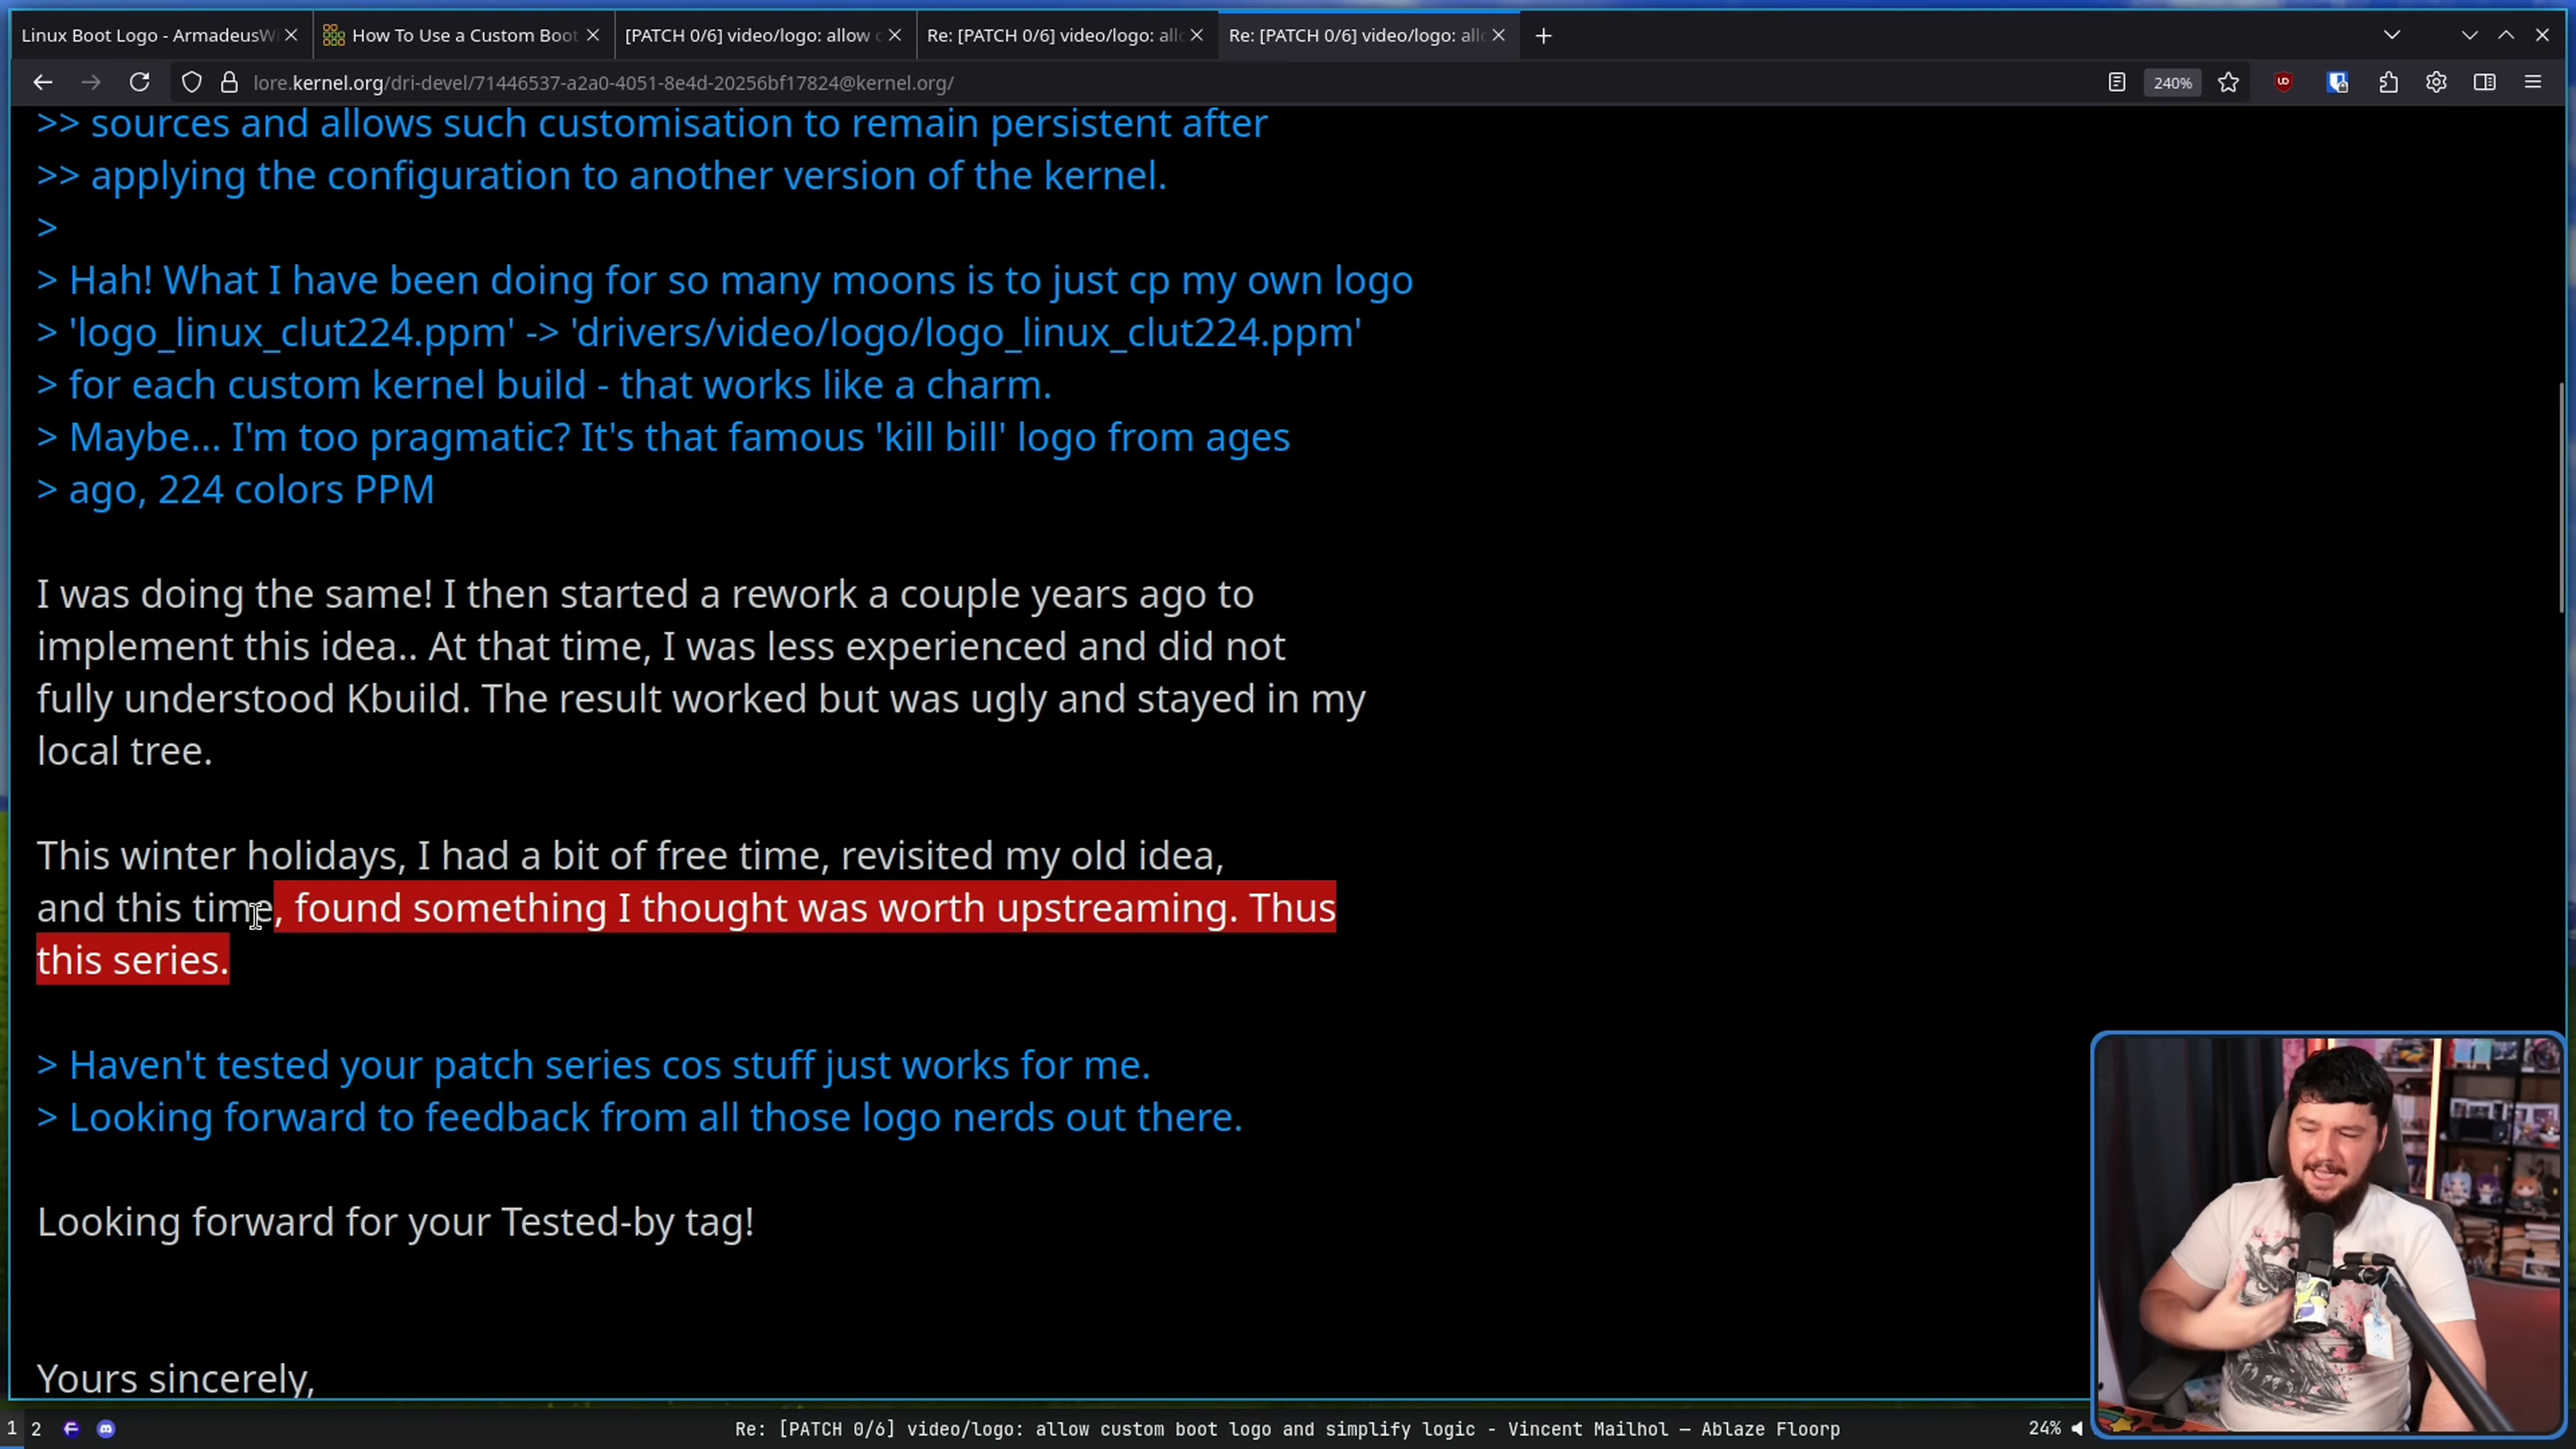 Linux Boot Logo - ArmadeusW
How To Use a Custom Boot
[PATCH 0/6] video/logo: allow c
Re: [PATCH 0/6] video/logo: allo
Re: [PATCH 0/6] video/logo: allo
lore.kernel.org/dri-devel/71446537-a2a0-4051-8e4d-20256bf17824@kernel.org/
240%
>> sources and allows such customisation to remain persistent after
>> applying the configuration to another version of the kernel.
>
> Hah! What I have been doing for so many moons is to just cp my own logo
> 'logo_linux_clut224.ppm' -> 'drivers/video/logo/logo_linux_clut224.ppm'
> for each custom kernel build - that works like a charm.
> Maybe... I'm too pragmatic? It's that famous 'kill bill' logo from ages
> ago, 224 colors PPM
I was doing the same! I then started a rework a couple years ago to
implement this idea.. At that time, I was less experienced and did not
fully understood Kbuild. The result worked but was ugly and stayed in my
local tree.
This winter holidays, I had a bit of free time, revisited my old idea,
and this time, found something I thought was worth upstreaming. Thus
this series.
> Haven't tested your patch series cos stuff just works for me.
> Looking forward to feedback from all those logo nerds out there.
Looking forward for your Tested-by tag!
Yours sincerely,
1 2
Re: [PATCH 0/6] video/logo: allow custom boot logo and simplify logic - Vincent Mailhol — Ablaze Floorp
24%